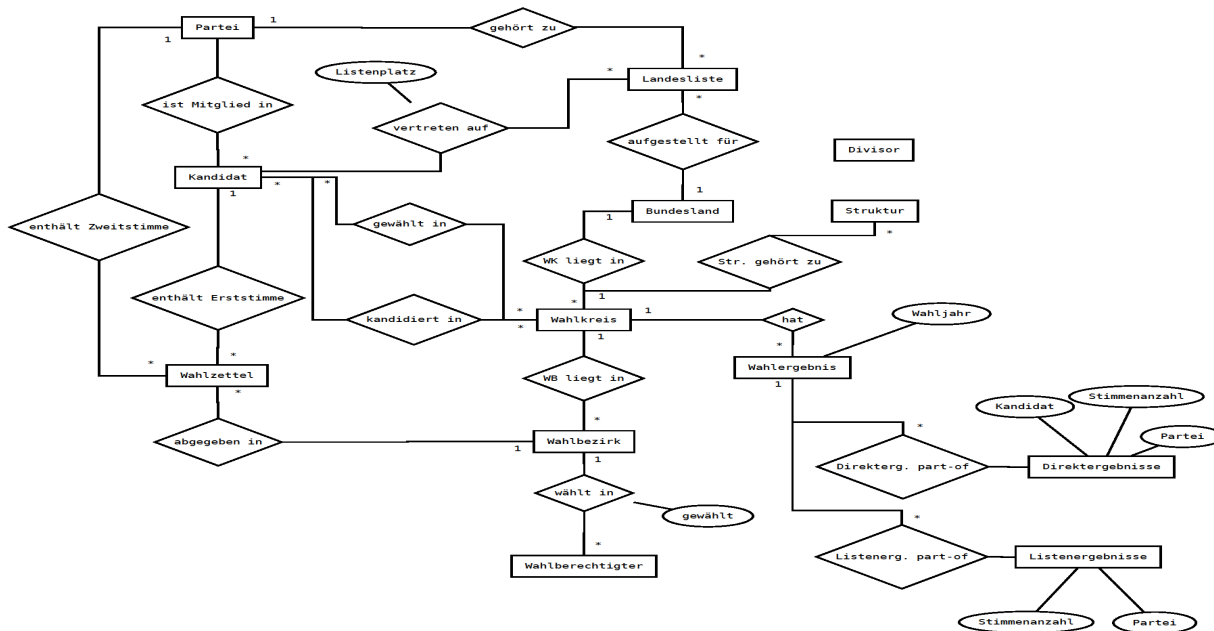 Partei
1
1
gehört zu
*
Listenplatz
*
Landesliste
*
ist Mitglied in
vertreten auf
aufgestellt für
Divisor
*
Kandidat
*
*
1
1
Bundesland
1
Struktur
*
enthält Zweitstimme
gewählt in
WK liegt in
Str. gehört zu
enthält Erststimme
*
1
kandidiert in
*
*
Wahlkreis
1
1
hat
Wahljahr
*
*
*
Wahlzettel
*
WB liegt in
Wahlergebnis
1
Stimmenanzahl
Kandidat
Partei
*
*
abgegeben in
1
Wahlbezirk
1
Direkterg. part-of
Direktergebnisse
wählt in
gewählt
*
*
Wahlberechtigter
Listenerg. part-of
Listenergebnisse
Stimmenanzahl
Partei